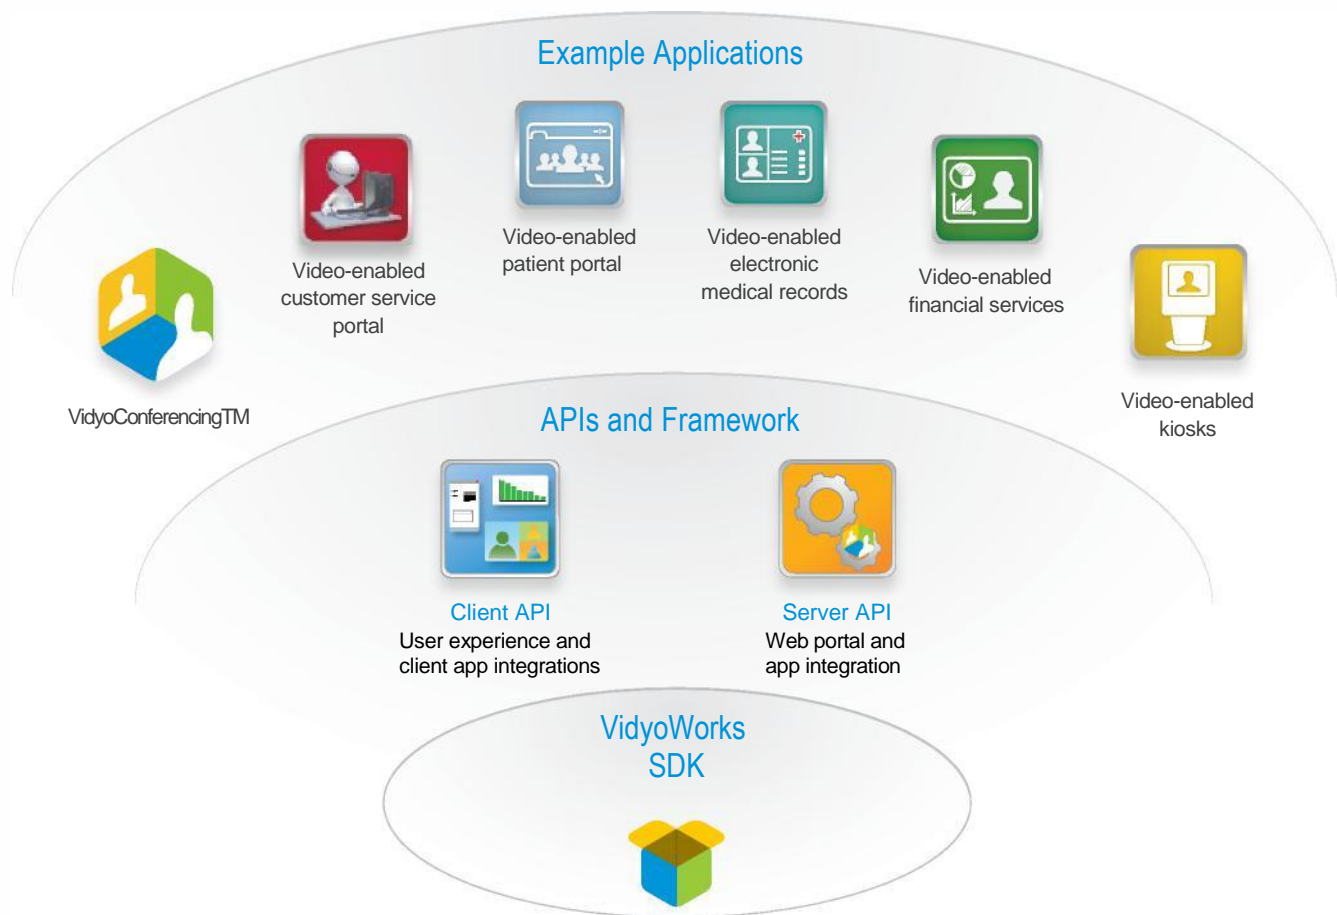 Example Applications
Video-enabled
customer service
portal
Video-enabled
patient portal
Video-enabled
electronic
medical records
Video-enabled
financial services
VidyoConferencingTM
Video-enabled
kiosks
APIs and Framework
Client API
User experience and
client app integrations
Server API
Web portal and
app integration
VidyoWorks
SDK